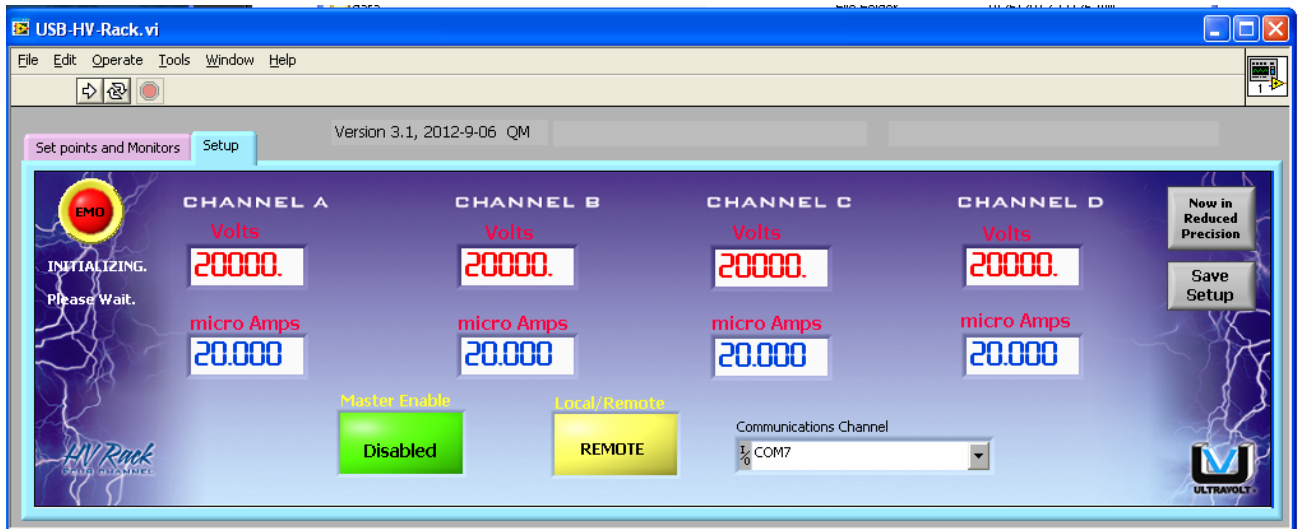 USB-HV-Rack.vi
File Edit Operate Tools Window Help
1
Version 3.1, 2012-9-06 QM
Set points and Monitors
Setup
EMO
INITIALIZING.
Please Wait.
CHANNEL A
Volts
20000.
micro Amps
20.000
CHANNEL B
Volts
20000.
micro Amps
20.000
CHANNEL C
Volts
20000.
micro Amps
20.000
CHANNEL D
Volts
20000.
micro Amps
20.000
Now in
Reduced
Precision
Save
Setup
Master Enable
Disabled
Local/Remote
REMOTE
Communications Channel
I/O COM7
HV Rack
FOUR CHANNEL
ULTRAVOLT